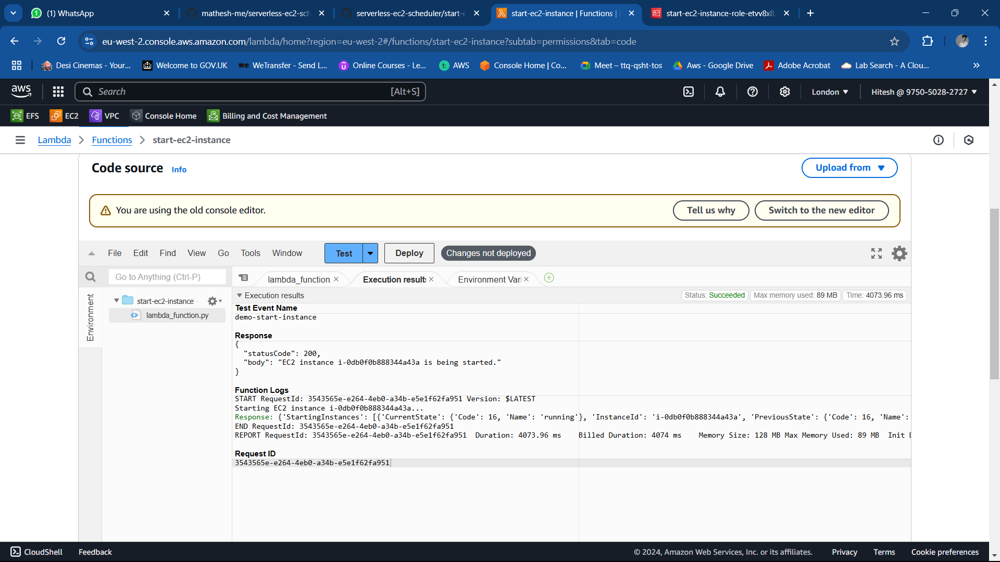 (1) WhatsApp
mathesh-me/serverless-ec2-sch
serverless-ec2-scheduler/start-e
start-ec2-instance | Functions |
start-ec2-instance-role-etvv8x8
eu-west-2.console.aws.amazon.com/lambda/home?region=eu-west-2#/functions/start-ec2-instance?subtab=permissions&tab=code
Desi Cinemas - Your...
Welcome to GOV.UK
we WeTransfer - Send L...
Online Courses - Le...
t: AWS
Console Home | Co...
Meet – ttq-qsht-tos
Aws - Google Drive
Adobe Acrobat
Lab Search - A Clou...
aws
Search
[Alt+S]
London
Hitesh @ 9750-5028-2727
EFS
EC2
VPC
Console Home
Billing and Cost Management
Lambda
Functions
start-ec2-instance
Code source Info
Upload from
You are using the old console editor.
Tell us why
Switch to the new editor
File Edit Find View Go Tools Window
Test
Deploy
Changes not deployed
Go to Anything (Ctrl-P)
lambda_function.
Execution results
Environment Vari
Environment
start-ec2-instance -
lambda_function.py
Execution results
Status: Succeeded
Max memory used: 89 MB
Time: 4073.96 ms
Test Event Name
demo-start-instance
Response
{
"statusCode": 200,
"body": "EC2 instance i-0db0f0b888344a43a is being started."
}
Function Logs
START RequestId: 3543565e-e264-4eb0-a34b-e5e1f62fa951 Version: $LATEST
Starting EC2 instance i-0db0f0b888344a43a...
Response: {'StartingInstances': [{'CurrentState': {'Code': 16, 'Name': 'running'}, 'InstanceId': 'i-0db0f0b888344a43a', 'PreviousState': {'Code': 16, 'Name':
END RequestId: 3543565e-e264-4eb0-a34b-e5e1f62fa951
REPORT RequestId: 3543565e-e264-4eb0-a34b-e5e1f62fa951 Duration: 4073.96 ms Billed Duration: 4074 ms Memory Size: 128 MB Max Memory Used: 89 MB Init
Request ID
3543565e-e264-4eb0-a34b-e5e1f62fa951
CloudShell
Feedback
© 2024, Amazon Web Services, Inc. or its affiliates.
Privacy
Terms
Cookie preferences